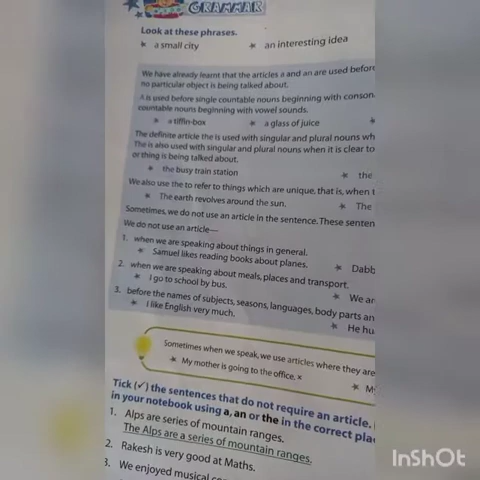 GRAMMAR
Look at these phrases.
* a small city * an interesting idea
We have already learnt that the articles a and an are used before
no particular object is being talked about.
A is used before single countable nouns beginning with
countable nouns beginning with vowel sounds.
* a tiffin-box * a glass of juice *
The definite article the is used with singular and plural nouns
The is also used with singular and plural nouns when it is clear to
or thing is being talked about.
* the busy train station * the
We also use the to refer to things which are unique, that is, when
* The earth revolves around the sun. * The
Sometimes, we do not use an article in the sentence. These
We do not use an article—
1. when we are speaking about things in general.
* Samuel likes reading books about planes. *
2. when we are speaking about meals, places and transport.
* I go to school by bus. * We
3. before the names of subjects, seasons, languages, body parts
* I like English very much. * He
Sometimes when we speak, we use articles where they are
* My mother is going to the office. × *
Tick (✓) the sentences that do not require an article.
in your notebook using a, an or the in the correct
1. Alps are series of mountain ranges.
The Alps are a series of mountain ranges.
2. Rakesh is very good at Maths.
3. We enjoyed musical
InShOt